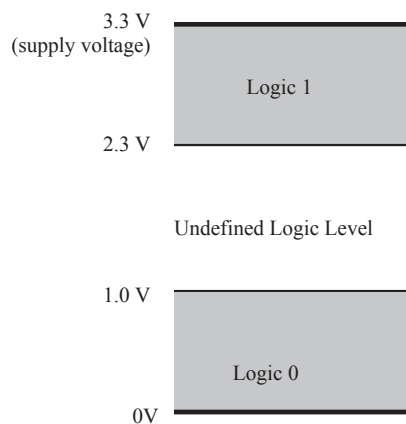 3.3 V
(supply voltage)
Logic 1
2.3 V
Undefined Logic Level
1.0 V
Logic 0
0V